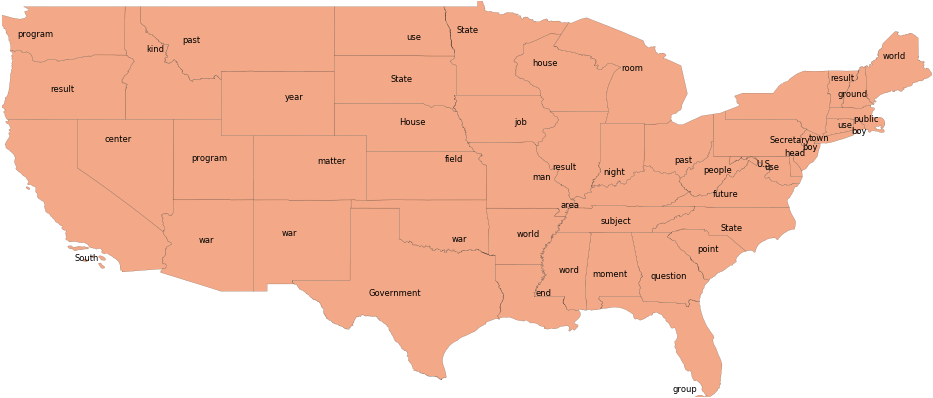 program
kind
past
use
State
house
room
world
result
State
year
House
job
result
ground
public
use
boy
center
program
matter
field
man
result
night
past
people
Secretary
town
boy
head
U.S.
use
future
area
war
war
war
world
subject
State
point
South
Government
end
word
moment
question
group